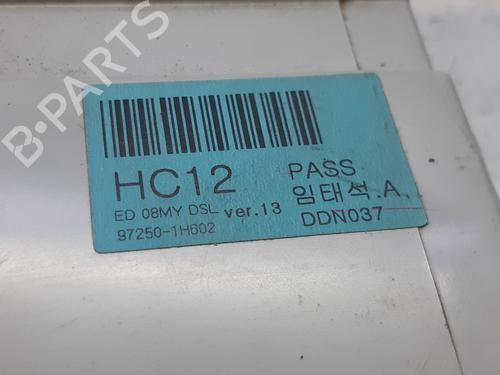 B-PARTS
HC12
PASS
ED 08MY DSL ver.13
임태석.A
97250-1H602
DDN037